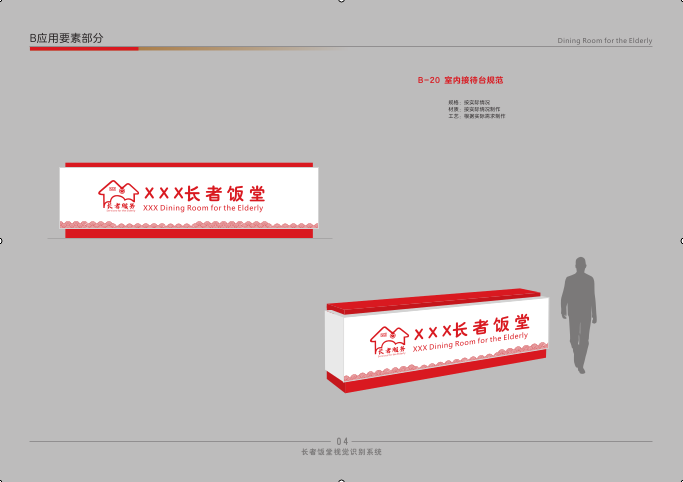 B应用要素部分
Dining Room for the Elderly
B-20 室内接待台规范
规格：按实际情况
材质：按实际情况制作
工艺：根据实际需求制作
XXX长者饭堂
XXX Dining Room for the Elderly
长者服务
XXX长者饭堂
XXX Dining Room for the Elderly
长者服务
04
长者饭堂视觉识别系统